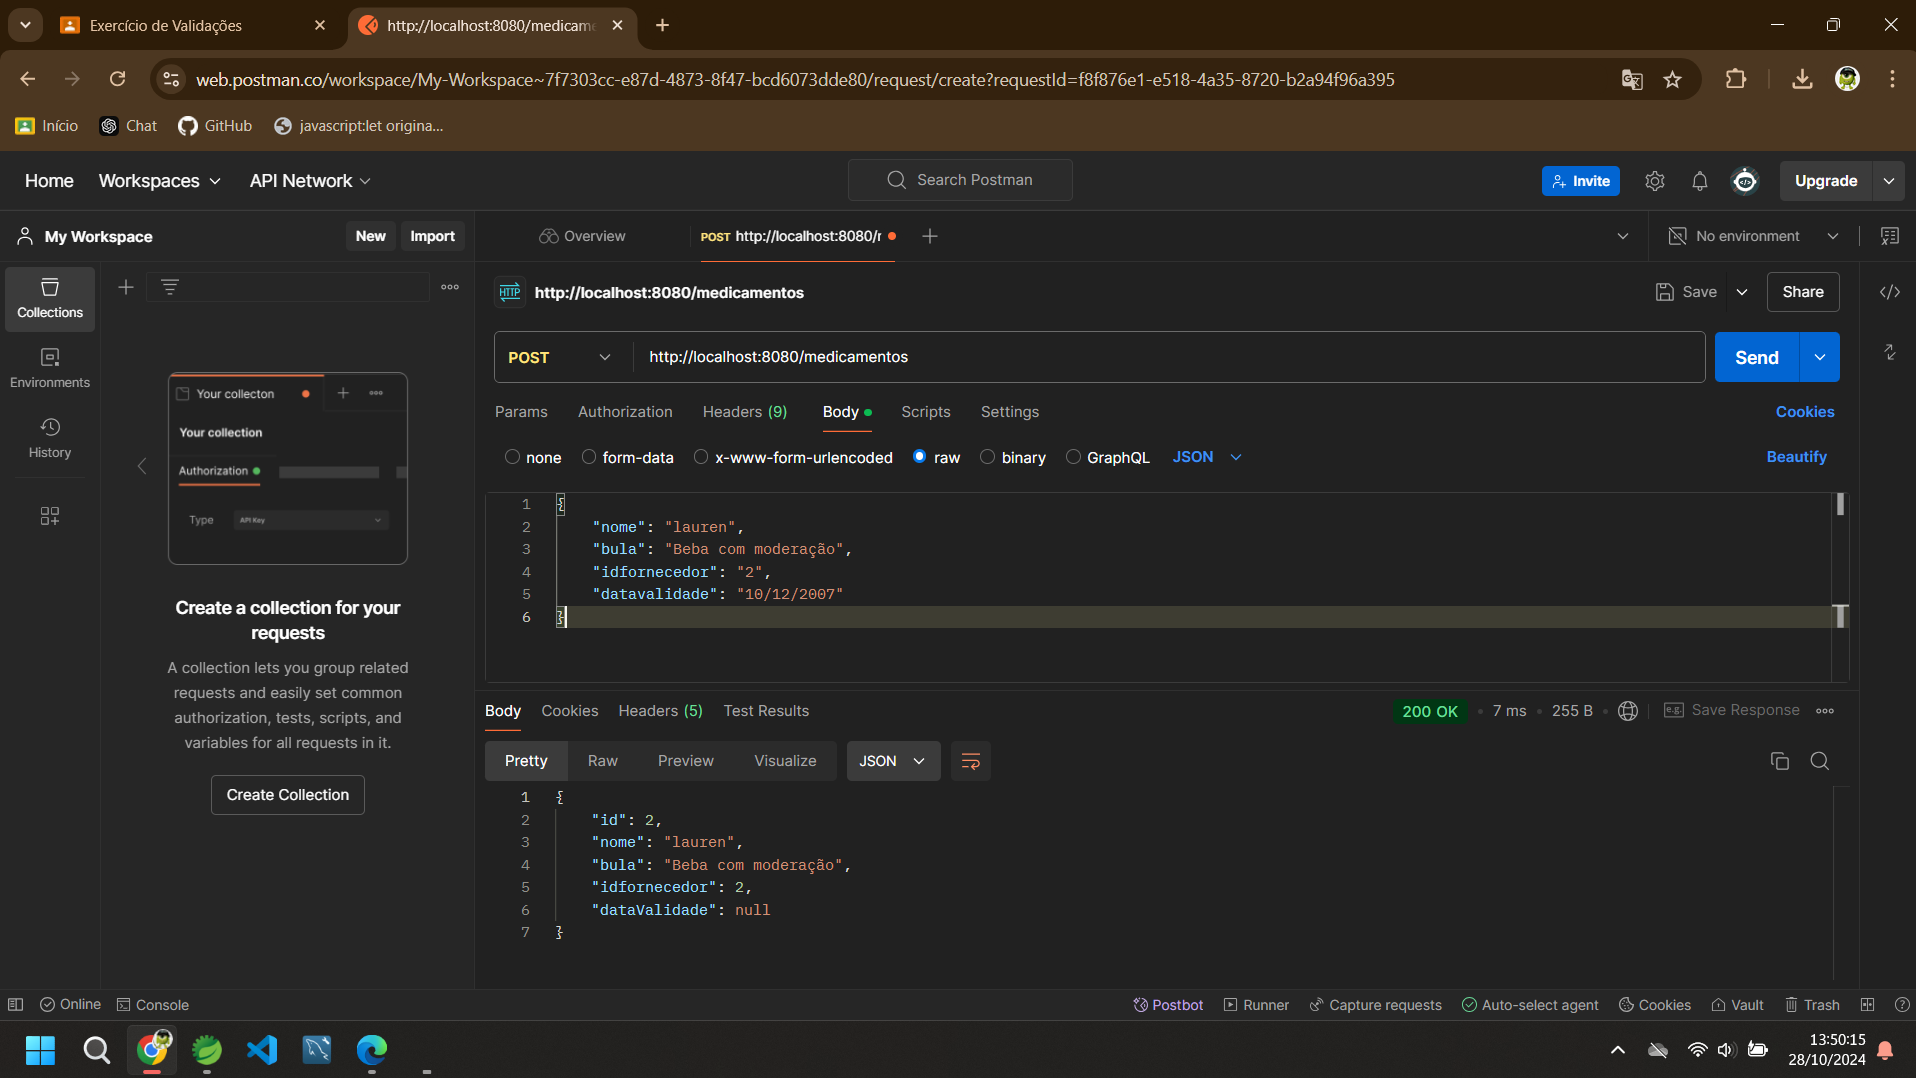 Exercício de Validações
http://localhost:8080/medicam
web.postman.co/workspace/My-Workspace~7f7303cc-e87d-4873-8f47-bcd6073dde80/request/create?requestId=f8f876e1-e518-4a35-8720-b2a94f96a395
Início
Chat
GitHub
javascript:let origina...
Home
Workspaces
API Network
Search Postman
Invite
Upgrade
My Workspace
New
Import
Overview
POST http://localhost:8080/r
No environment
Collections
Environments
History
Your collecton
Your collection
Authorization
Type
API Key
Create a collection for your
requests
A collection lets you group related
requests and easily set common
authorization, tests, scripts, and
variables for all requests in it.
Create Collection
HTTP
http://localhost:8080/medicamentos
Save
Share
POST
http://localhost:8080/medicamentos
Send
Params
Authorization
Headers (9)
Body
Scripts
Settings
Cookies
none
form-data
x-www-form-urlencoded
raw
binary
GraphQL
JSON
Beautify
1 {
2 "nome": "lauren",
3 "bula": "Beba com moderação",
4 "idfornecedor": "2",
5 "datavalidade": "10/12/2007"
6 }
Body
Cookies
Headers (5)
Test Results
200 OK
7 ms
255 B
e.g. Save Response
Pretty
Raw
Preview
Visualize
JSON
1 {
2 "id": 2,
3 "nome": "lauren",
4 "bula": "Beba com moderação",
5 "idfornecedor": 2,
6 "dataValidade": null
7 }
Online
Console
Postbot
Runner
Capture requests
Auto-select agent
Cookies
Vault
Trash
13:50:15
28/10/2024